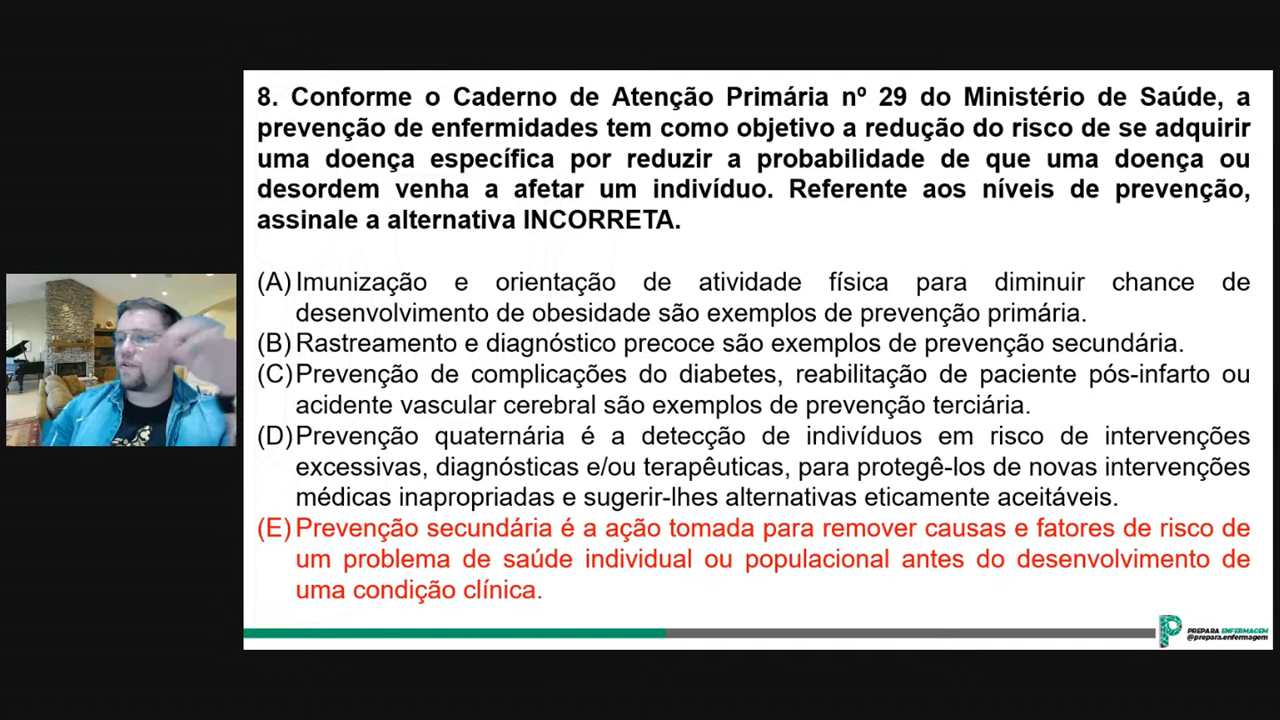 8. Conforme o Caderno de Atenção Primária nº 29 do Ministério de Saúde, a
prevenção de enfermidades tem como objetivo a redução do risco de se adquirir
uma doença específica por reduzir a probabilidade de que uma doença ou
desordem venha a afetar um indivíduo. Referente aos níveis de prevenção,
assinale a alternativa INCORRETA.
(A) Imunização e orientação de atividade física para diminuir chance de
desenvolvimento de obesidade são exemplos de prevenção primária.
(B) Rastreamento e diagnóstico precoce são exemplos de prevenção secundária.
(C) Prevenção de complicações do diabetes, reabilitação de paciente pós-infarto ou
acidente vascular cerebral são exemplos de prevenção terciária.
(D) Prevenção quaternária é a detecção de indivíduos em risco de intervenções
excessivas, diagnósticas e/ou terapêuticas, para protegê-los de novas intervenções
médicas inapropriadas e sugerir-lhes alternativas eticamente aceitáveis.
(E) Prevenção secundária é a ação tomada para remover causas e fatores de risco de
um problema de saúde individual ou populacional antes do desenvolvimento de
uma condição clínica.
PREPARA ENFERMAGEM
@prepara.enfermagem